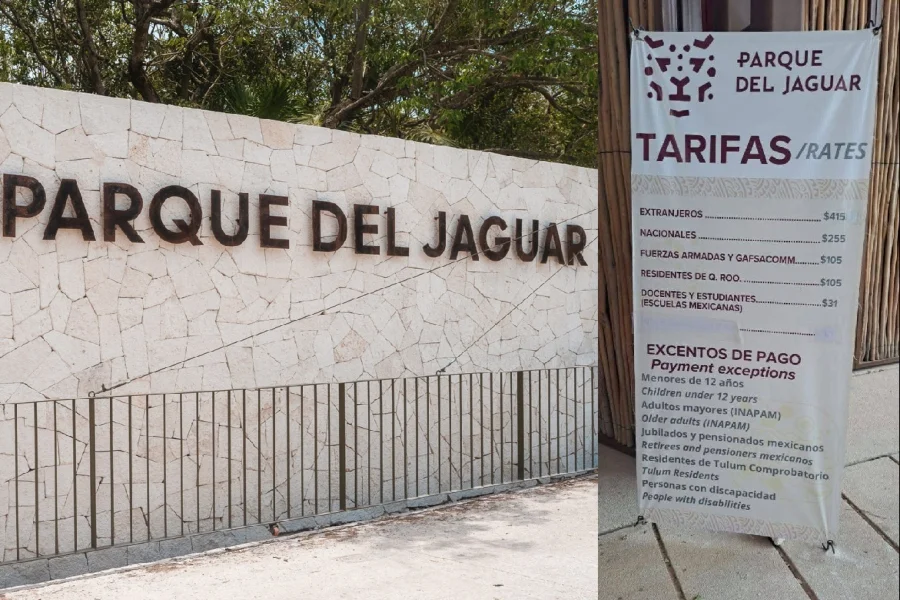 PARQUE DEL JAGUAR
PARQUE
DEL JAGUAR
TARIFAS /RATES
EXTRANJEROS ........................ $415
NACIONALES ........................ $255
FUERZAS ARMADAS Y GAFSACOMM..... $105
RESIDENTES DE Q. ROO. ................ $105
DOCENTES Y ESTUDIANTES............... $31
(ESCUELAS MEXICANAS)
EXCENTOS DE PAGO
Payment exceptions
Menores de 12 años
Children under 12 years
Adultos mayores (INAPAM)
Older adults (INAPAM)
Jubilados y pensionados mexicanos
Retirees and pensioners mexicanos
Residentes de Tulum Comprobatorio
Tulum Residents
Personas con discapacidad
People with disabilities